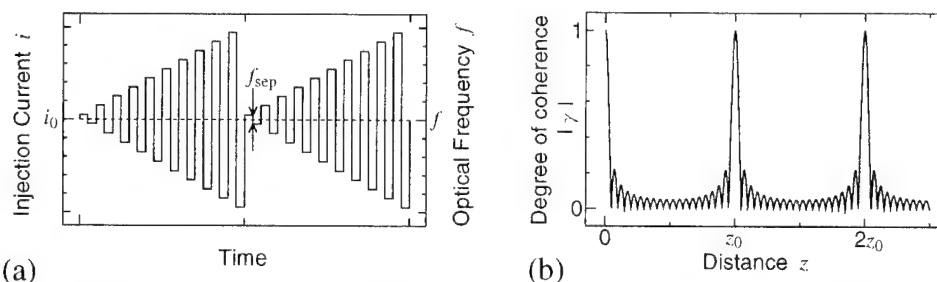 Injection Current i
i0
fsep
f
Optical Frequency f
Time
(a)
Degree of coherence
| γ |
1
0
0
z0
2z0
Distance z
(b)